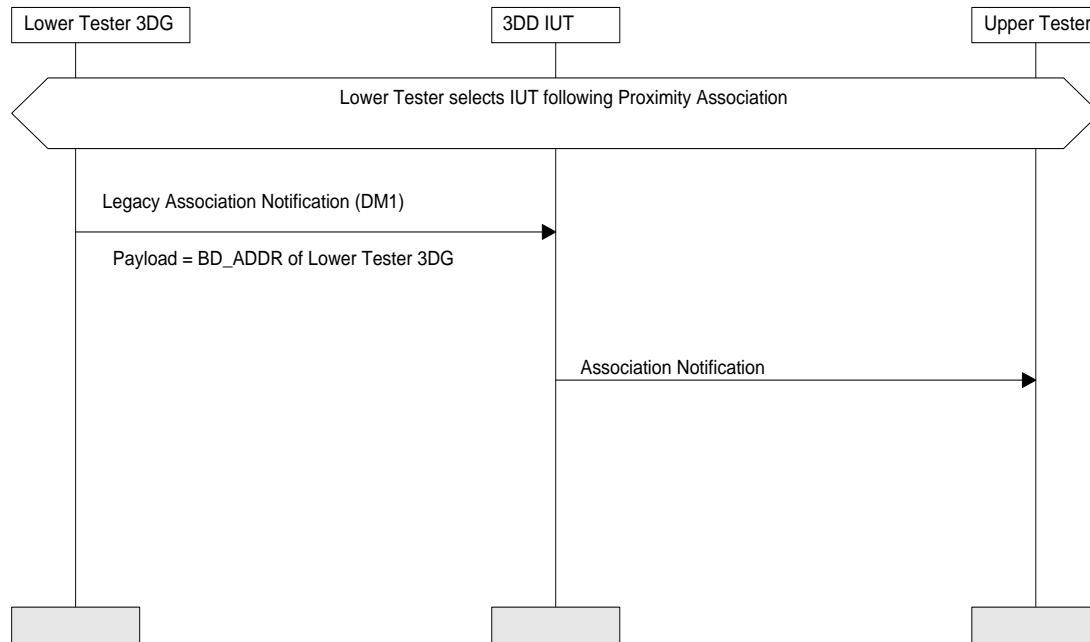 Lower Tester 3DG
3DD IUT
Upper Tester
Lower Tester selects IUT following Proximity Association
Legacy Association Notification (DM1)
Payload = BD_ADDR of Lower Tester 3DG
Association Notification